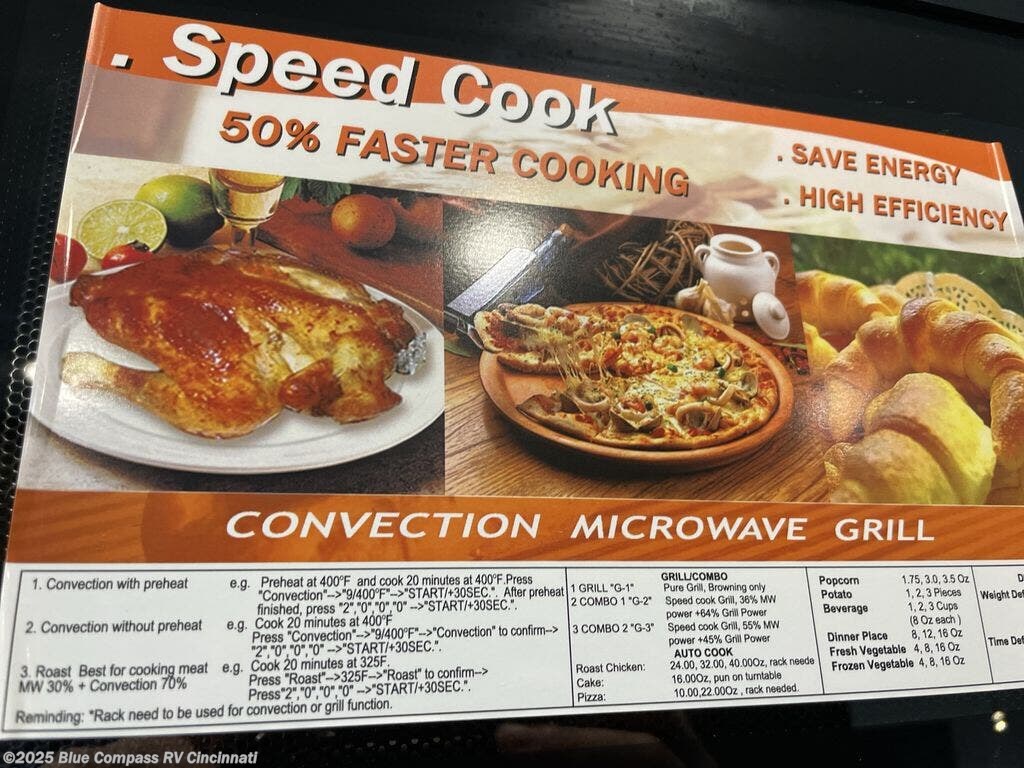 . Speed Cook
50% FASTER COOKING
. SAVE ENERGY
. HIGH EFFICIENCY
CONVECTION MICROWAVE GRILL
1. Convection with preheat e.g. Preheat at 400°F and cook 20 minutes at 400°F.Press
"Convection"-->"9/400°F"-->"START/+30SEC.". After preheat
finished, press "2","0","0","0" -->"START/+30SEC.".
2. Convection without preheat e.g. Cook 20 minutes at 400°F
Press "Convection"-->"9/400°F"-->"Convection" to confirm-->
"2","0","0","0" -->"START/+30SEC.".
3. Roast Best for cooking meat e.g. Cook 20 minutes at 325F.
MW 30% + Convection 70% Press "Roast"-->325F-->"Roast" to confirm-->
Press"2","0","0","0" -->"START/+30SEC.".
Reminding: *Rack need to be used for convection or grill function.
GRILL/COMBO
1 GRILL "G-1" Pure Grill, Browning only
2 COMBO 1 "G-2" Speed cook Grill, 36% MW
power +64% Grill Power
3 COMBO 2 "G-3" Speed cook Grill, 55% MW
power +45% Grill Power
AUTO COOK
Roast Chicken: 24.00, 32.00, 40.00Oz, rack neede
Cake: 16.00Oz, pun on turntable
Pizza: 10.00,22.00Oz , rack needed.
Popcorn 1.75, 3.0, 3.5 Oz
Potato 1, 2, 3 Pieces
Beverage 1, 2, 3 Cups
(8 Oz each )
Dinner Place 8, 12, 16 Oz
Fresh Vegetable 4, 8, 16 Oz
Frozen Vegetable 4, 8, 16 Oz
D
Weight Def
Time Def
©2025 Blue Compass RV Cincinnati